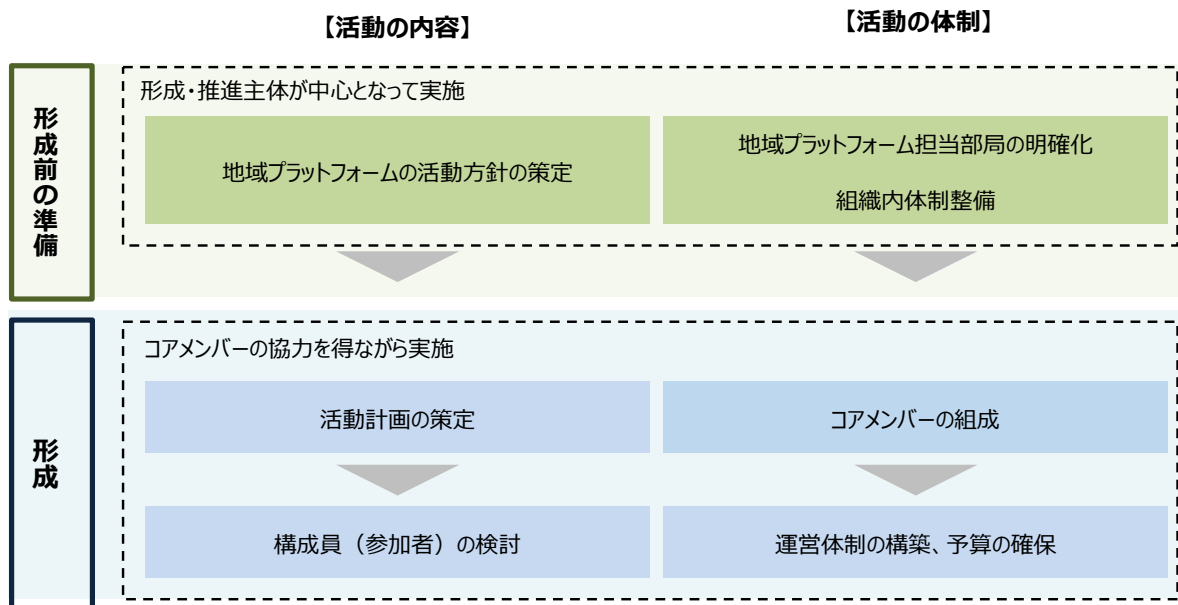 【活動の内容】
【活動の体制】
形成前の準備
形成・推進主体が中心となって実施
地域プラットフォームの活動方針の策定
地域プラットフォーム担当部局の明確化
組織内体制整備
形成
コアメンバーの協力を得ながら実施
活動計画の策定
コアメンバーの組成
構成員（参加者）の検討
運営体制の構築、予算の確保